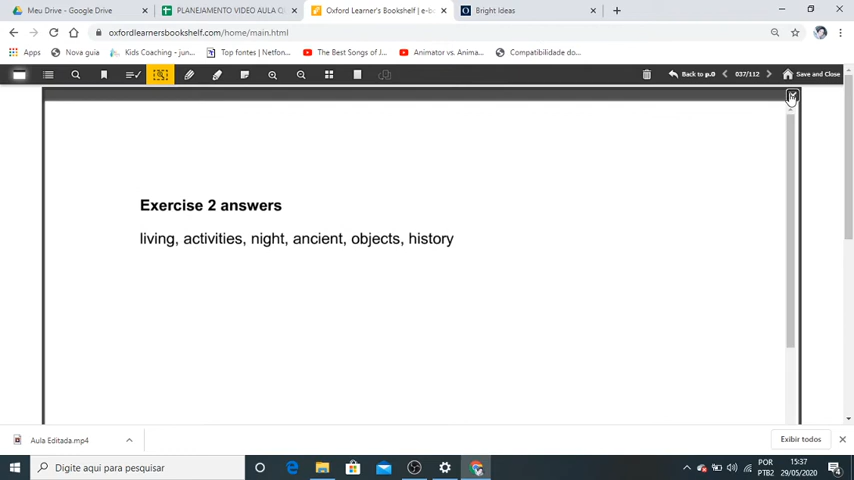 Meu Drive - Google Drive
PLANEJAMENTO VIDEO AULA Q
Oxford Learner's Bookshelf | e-b
Bright Ideas
oxfordlearnersbookshelf.com/home/main.html
Apps
Nova guia
Kids Coaching - jun...
Top fontes | Netfon...
The Best Songs of J...
Animator vs. Anima...
Compatibilidade do...
Back to p.0
037/112
Save and Close
Exercise 2 answers
living, activities, night, ancient, objects, history
Aula Editada.mp4
Exibir todos
Digite aqui para pesquisar
POR
PTB2
15:37
29/05/2020
4